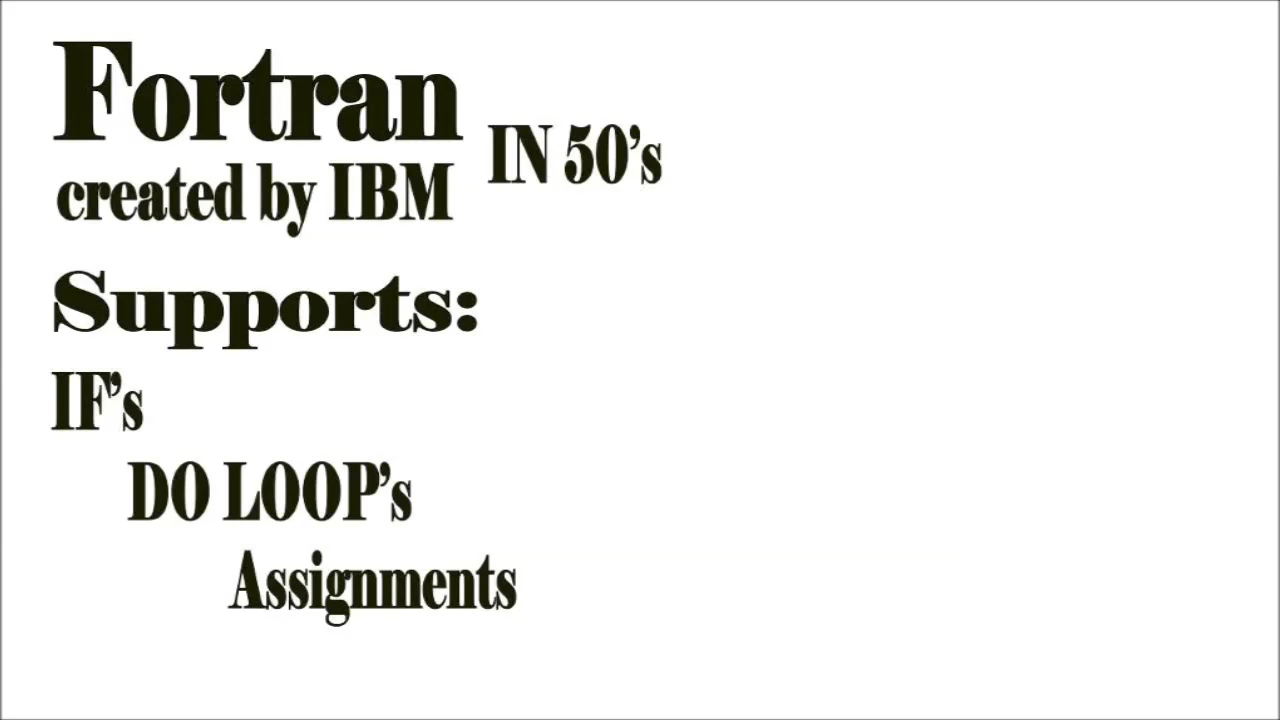 Fortran
IN 50's
created by IBM
Supports:
IF's
DO LOOP's
Assignments